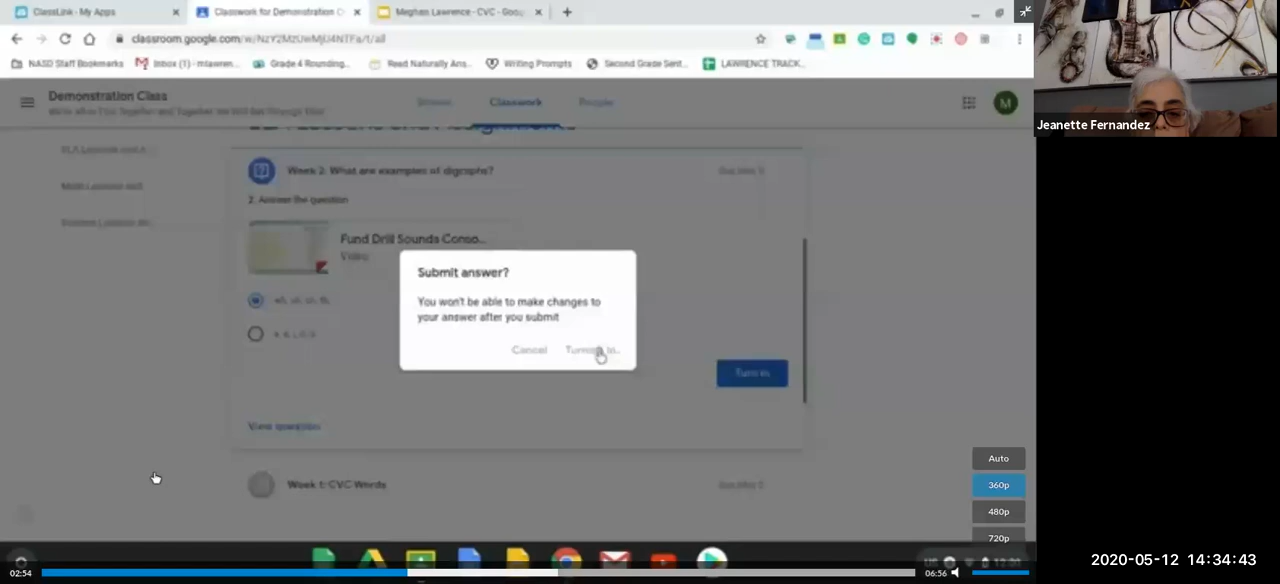 ClassLink - My Apps
Classwork for Demonstration C
Meghan Lawrence - CVC - Goog
classroom.google.com/w/
NASD Staff Bookmarks
Inbox (1) - mlawren...
Grade 4 Rounding...
Read Naturally Ans...
Writing Prompts
Second Grade Sent...
LAWRENCE TRACK...
Demonstration Class
Classwork
People
M
Jeanette Fernandez
Week 2: What are examples of digraphs?
2. Answer the question
Fund Drill Sounds Conso...
Video
Submit answer?
You won't be able to make changes to
your answer after you submit
Cancel
Turn in
View question
Week 1: CVC Words
Auto
360p
480p
720p
2020-05-12 14:34:43
02:54
06:56